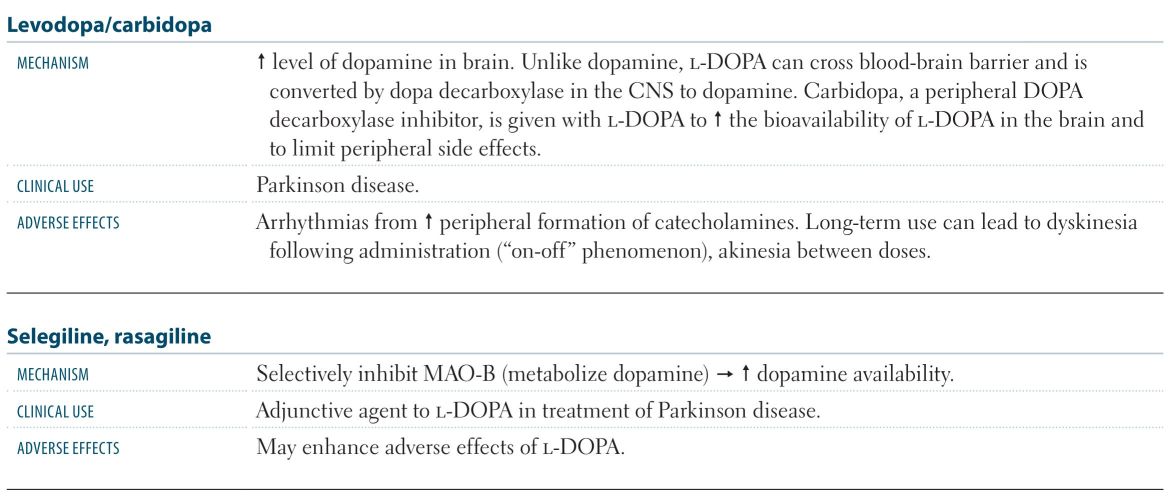 Levodopa/carbidopa
MECHANISM ↑ level of dopamine in brain. Unlike dopamine, L-DOPA can cross blood-brain barrier and is
converted by dopa decarboxylase in the CNS to dopamine. Carbidopa, a peripheral DOPA
decarboxylase inhibitor, is given with L-DOPA to ↑ the bioavailability of L-DOPA in the brain and
to limit peripheral side effects.
CLINICAL USE Parkinson disease.
ADVERSE EFFECTS Arrhythmias from ↑ peripheral formation of catecholamines. Long-term use can lead to dyskinesia
following administration (“on-off” phenomenon), akinesia between doses.
Selegiline, rasagiline
MECHANISM Selectively inhibit MAO-B (metabolize dopamine) → ↑ dopamine availability.
CLINICAL USE Adjunctive agent to L-DOPA in treatment of Parkinson disease.
ADVERSE EFFECTS May enhance adverse effects of L-DOPA.